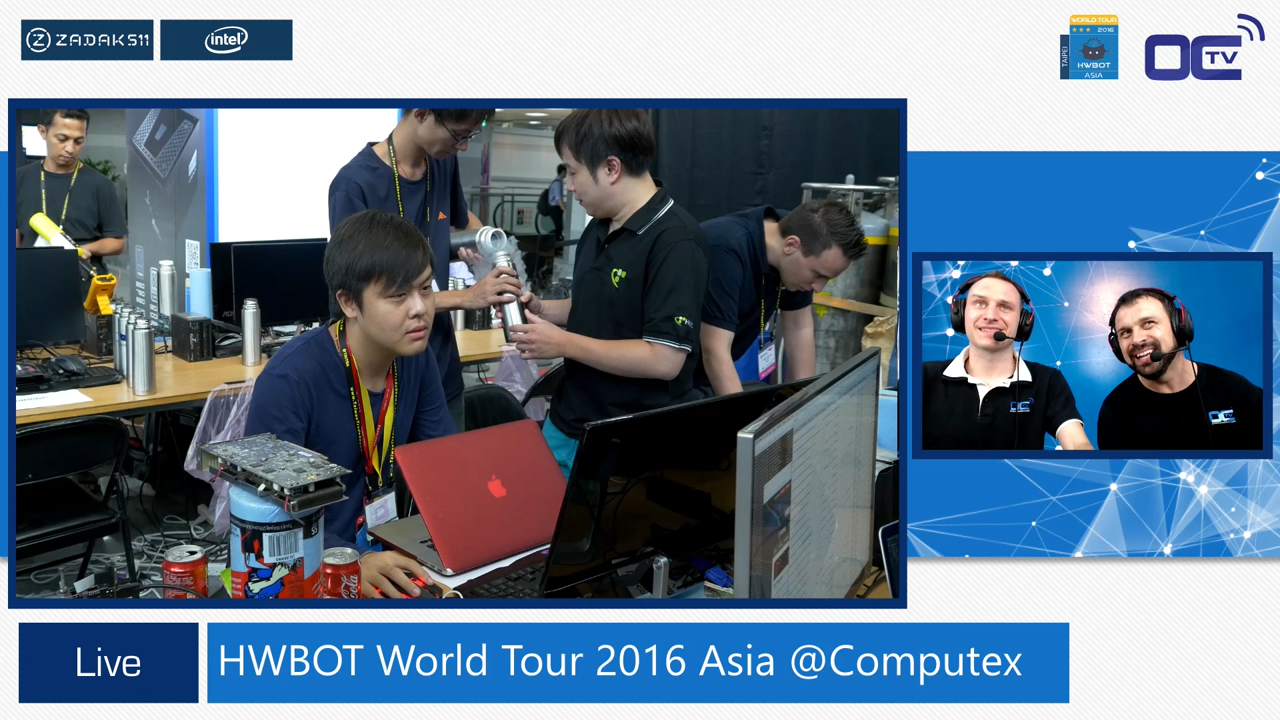 ZADAK511
intel
WORLD TOUR
2016
TAIPEI
HWBOT
ASIA
OC
TV
Live
HWBOT World Tour 2016 Asia @Computex